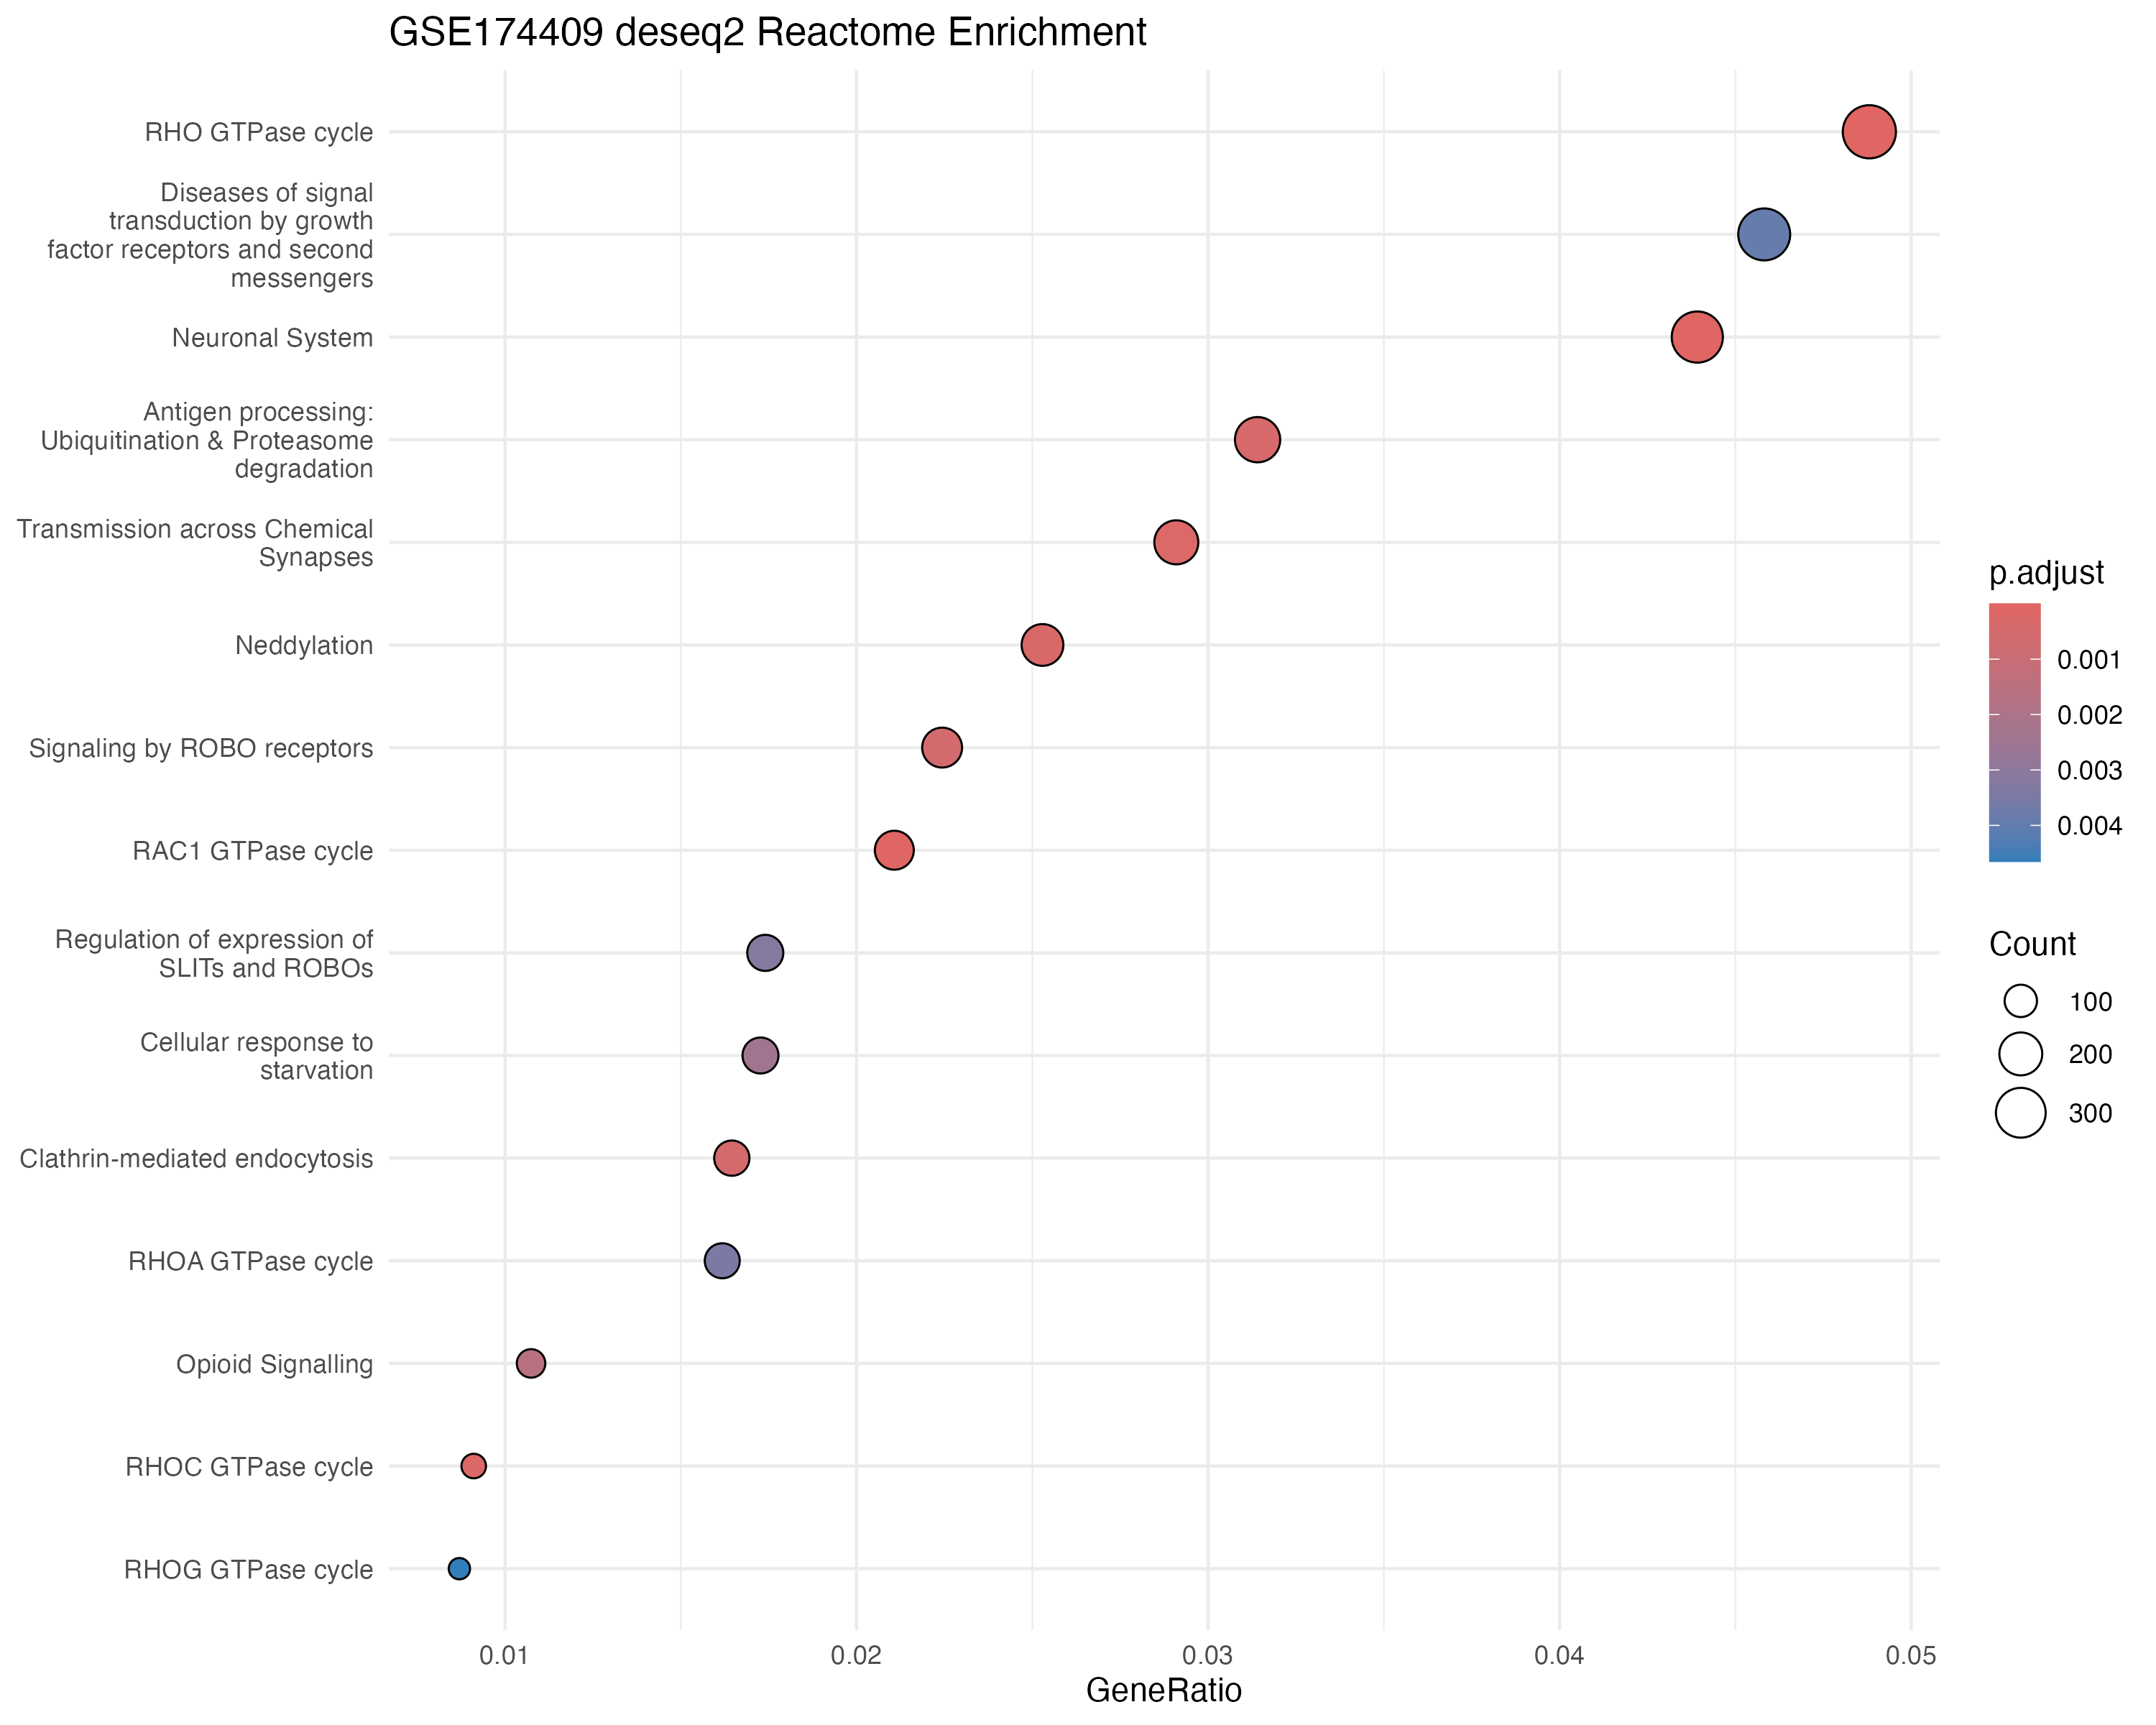 GSE174409 deseq2 Reactome Enrichment
RHO GTPase cycle
Diseases of signal
transduction by growth
factor receptors and second
messengers
Neuronal System
Antigen processing:
Ubiquitination & Proteasome
degradation
Transmission across Chemical
Synapses
Neddylation
Signaling by ROBO receptors
RAC1 GTPase cycle
Regulation of expression of
SLITs and ROBOs
Cellular response to
starvation
Clathrin-mediated endocytosis
RHOA GTPase cycle
Opioid Signalling
RHOC GTPase cycle
RHOG GTPase cycle
0.01
0.02
0.03
0.04
0.05
GeneRatio
p.adjust
0.001
0.002
0.003
0.004
Count
100
200
300